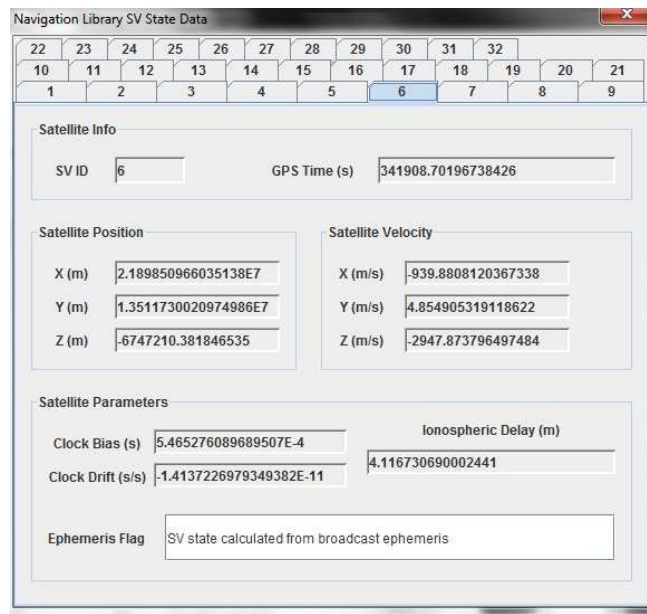 Navigation Library SV State Data
22 23 24 25 26 27 28 29 30 31 32
10 11 12 13 14 15 16 17 18 19 20 21
1 2 3 4 5 6 7 8 9
Satellite Info
SV ID 6 GPS Time (s) 341908.70196738426
Satellite Position Satellite Velocity
X (m) 2.189850966035138E7 X (m/s) -939.8808120367338
Y (m) 1.3511730020974986E7 Y (m/s) 4.854905319118622
Z (m) -6747210.381846535 Z (m/s) -2947.873796497484
Satellite Parameters
Ionospheric Delay (m)
Clock Bias (s) 5.465276089689507E-4
4.116730690002441
Clock Drift (s/s) -1.4137226979349382E-11
Ephemeris Flag SV state calculated from broadcast ephemeris